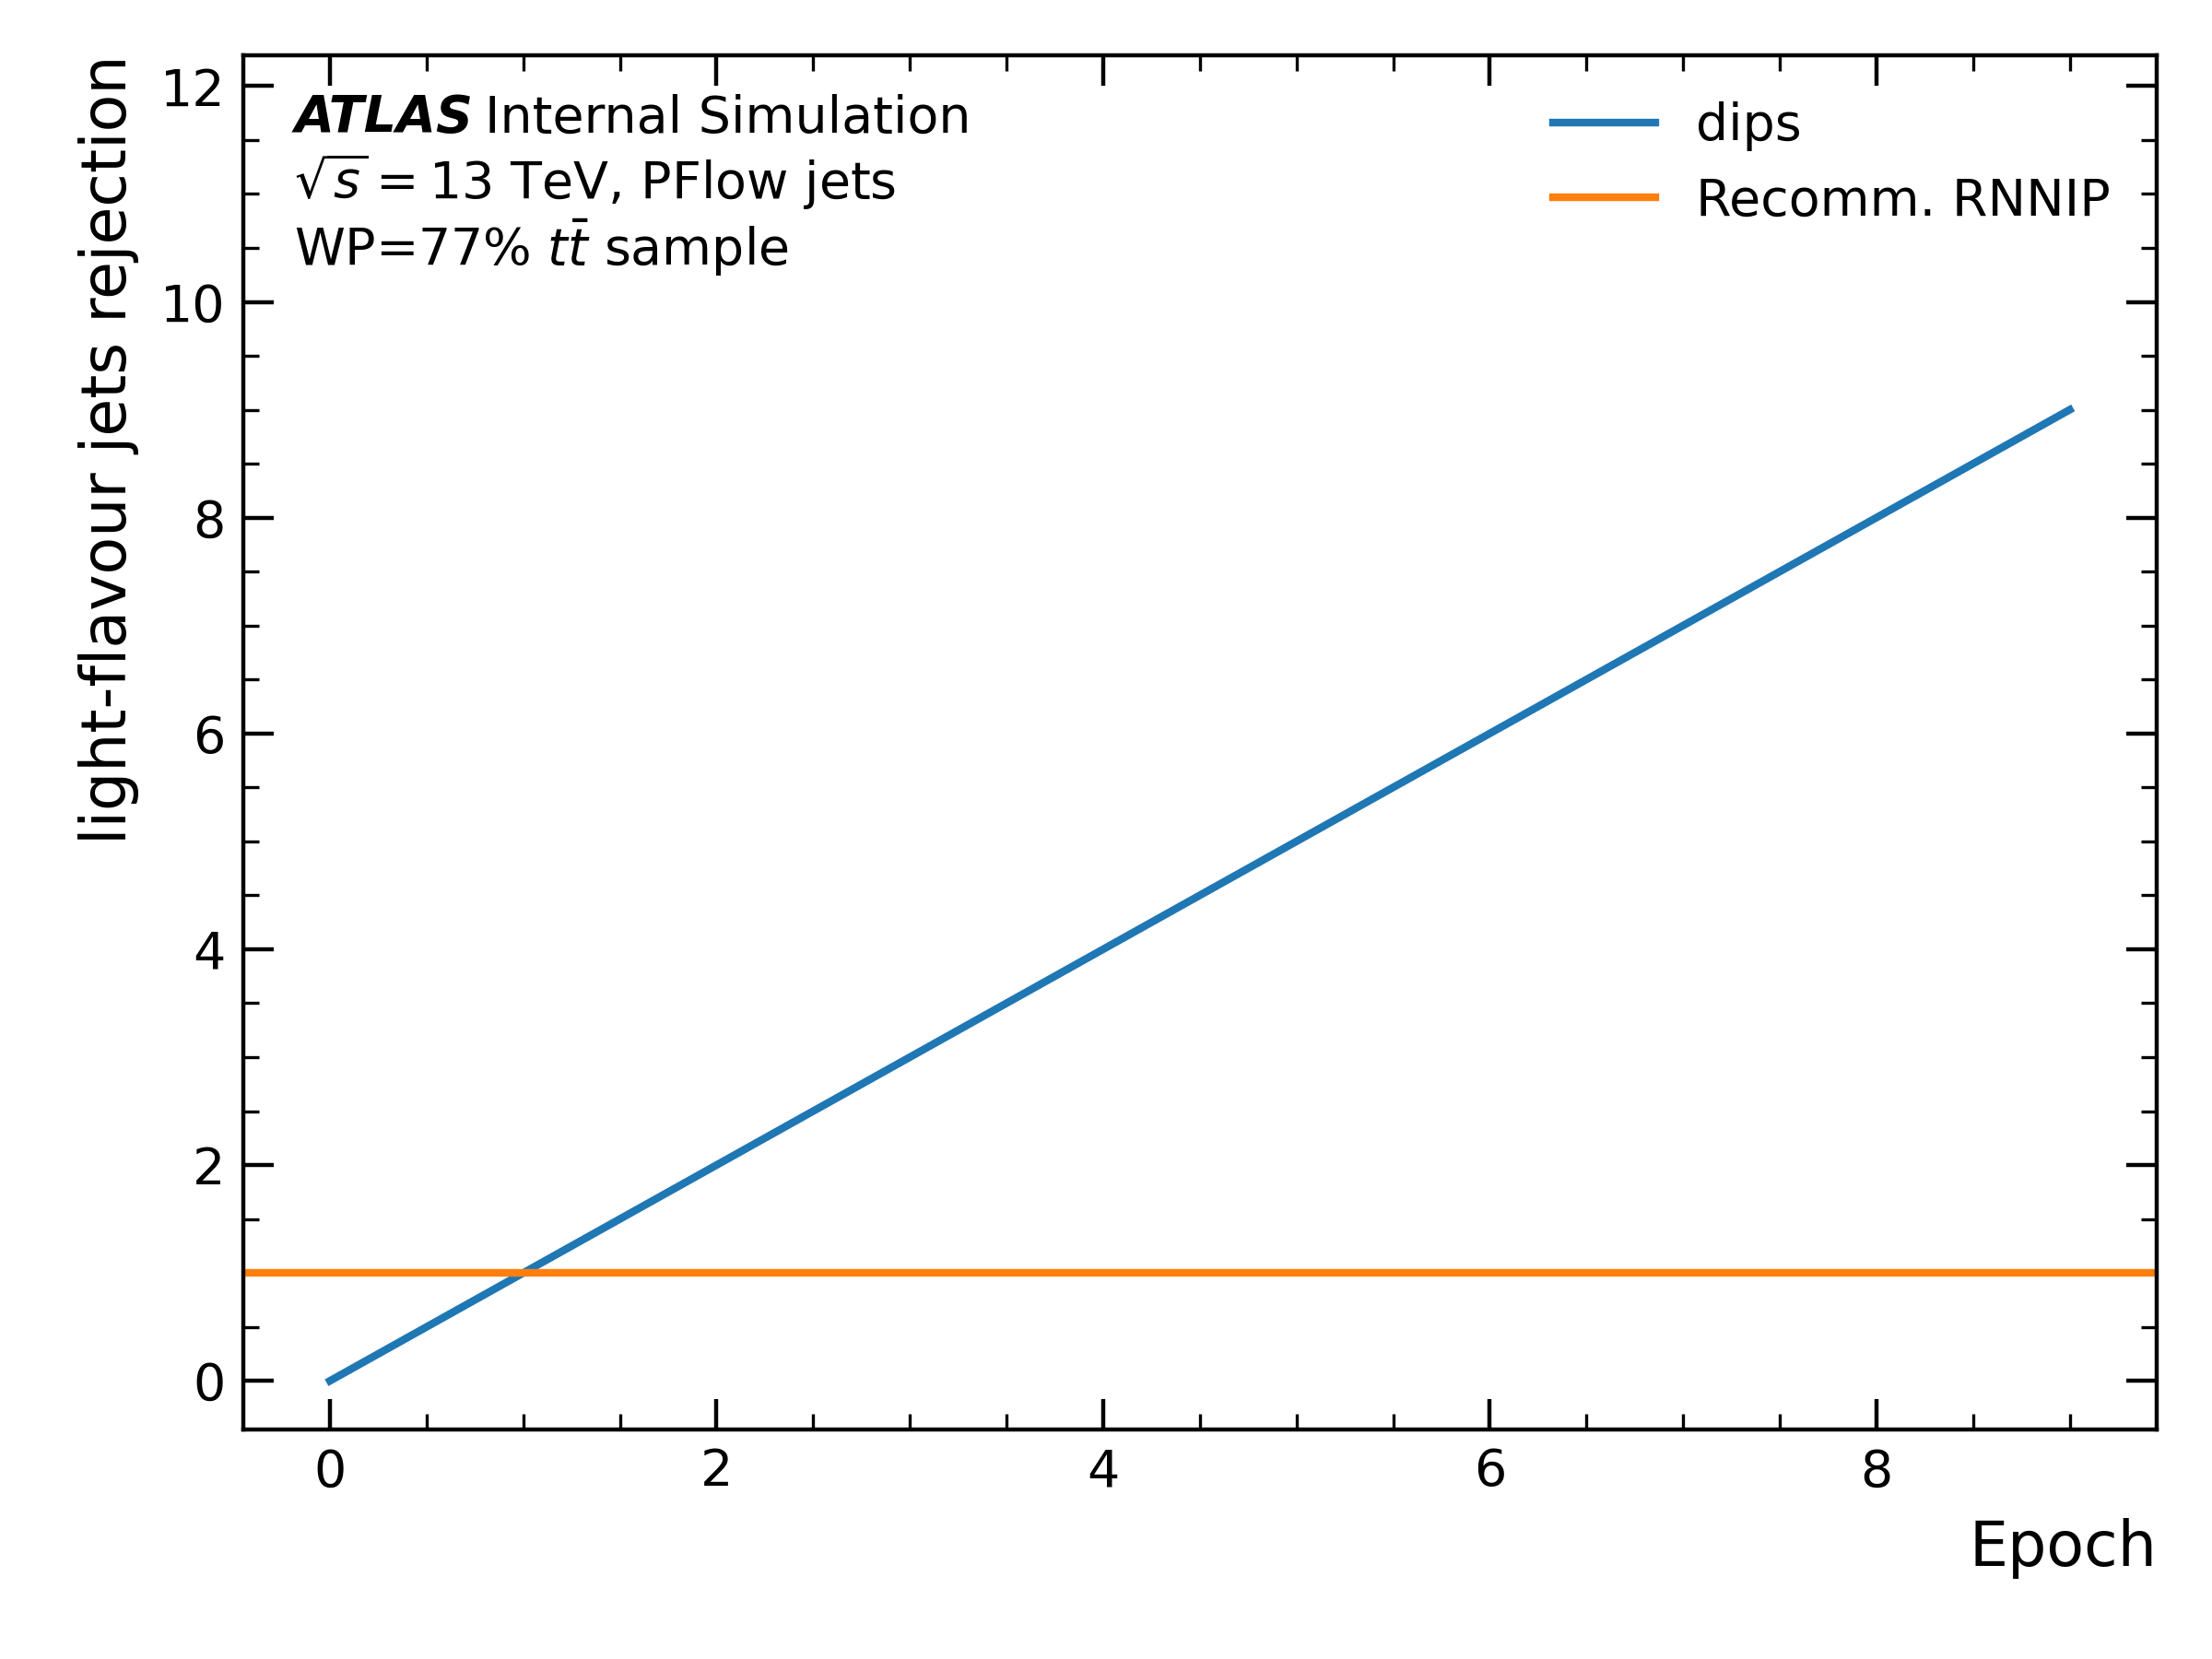 ATLAS Internal Simulation
√s = 13 TeV, PFlow jets
WP=77% tt̄ sample
dips
Recomm. RNNIP
light-flavour jets rejection
12
10
8
6
4
2
0
0 2 4 6 8
Epoch